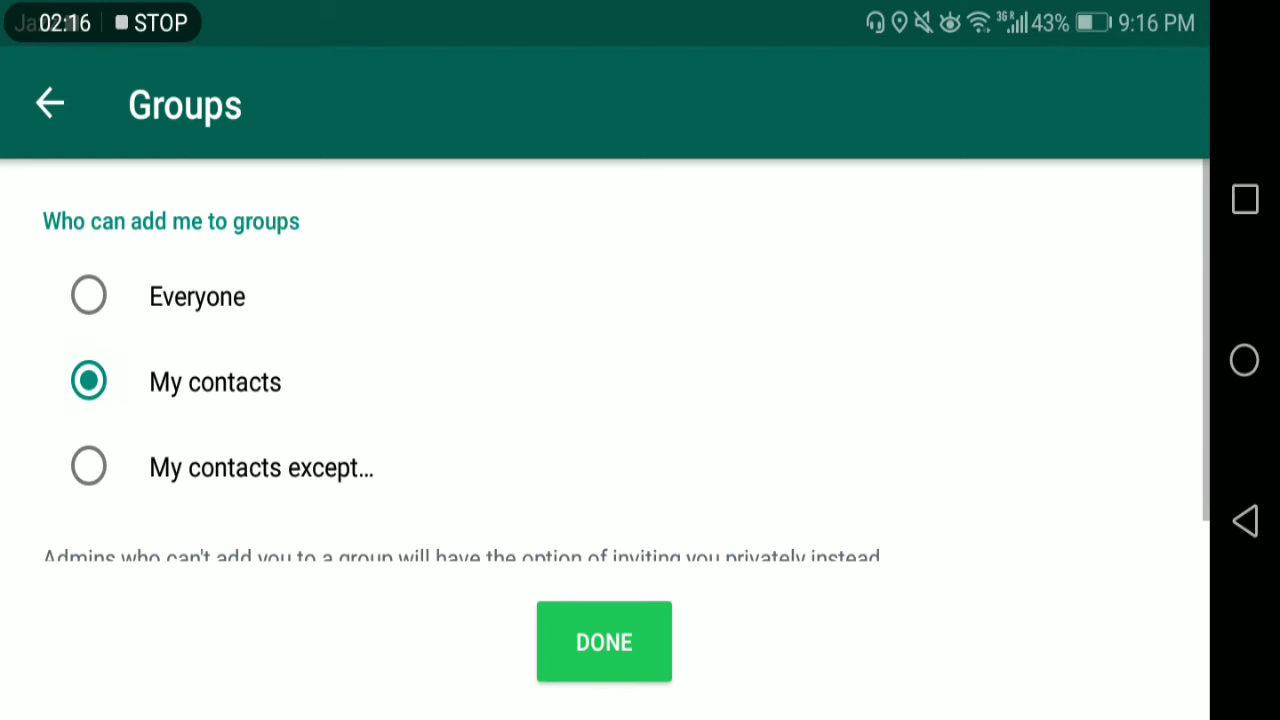 02:16 STOP 43% 9:16 PM
Groups
Who can add me to groups
Everyone
My contacts
My contacts except...
Admins who can't add you to a group will have the option of inviting you privately instead
DONE